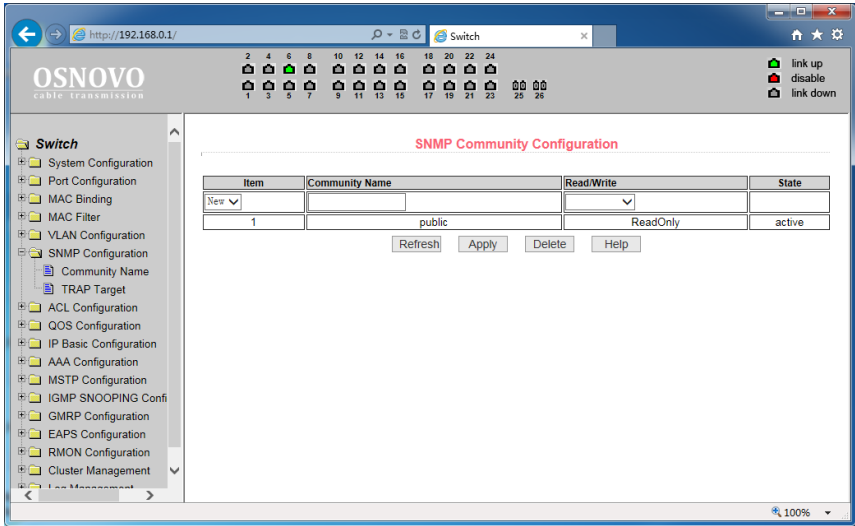 http://192.168.0.1/
Switch
OSNOVO
cable transmission
2 4 6 8 10 12 14 16 18 20 22 24
1 3 5 7 9 11 13 15 17 19 21 23 25 26
link up
disable
link down
Switch
System Configuration
Port Configuration
MAC Binding
MAC Filter
VLAN Configuration
SNMP Configuration
Community Name
TRAP Target
ACL Configuration
QOS Configuration
IP Basic Configuration
AAA Configuration
MSTP Configuration
IGMP SNOOPING Confi
GMRP Configuration
EAPS Configuration
RMON Configuration
Cluster Management
Log Management
SNMP Community Configuration
Item Community Name Read/Write State
New
1 public ReadOnly active
Refresh Apply Delete Help
100%